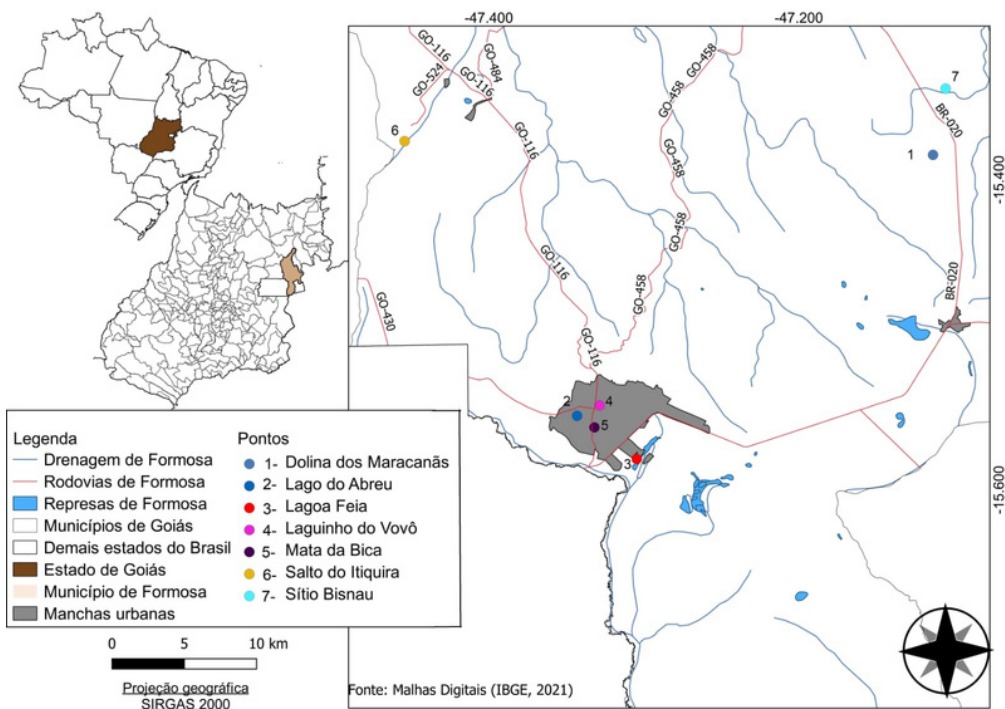 -47.400
-47.200
GO-116
GO-484
GO-524
GO-116
GO-458
GO-458
7
BR-020
6
GO-116
1
GO-458
-15.400
GO-458
GO-116
GO-458
BR-020
GO-430
GO-116
2
4
5
3
-15.600
Legenda
Drenagem de Formosa
Rodovias de Formosa
Represas de Formosa
Municípios de Goiás
Demais estados do Brasil
Estado de Goiás
Município de Formosa
Manchas urbanas
Pontos
1- Dolina dos Maracanãs
2- Lago do Abreu
3- Lagoa Feia
4- Laguinho do Vovô
5- Mata da Bica
6- Salto do Itiquira
7- Sítio Bisnau
0 5 10 km
Projeção geográfica
SIRGAS 2000
Fonte: Malhas Digitais (IBGE, 2021)